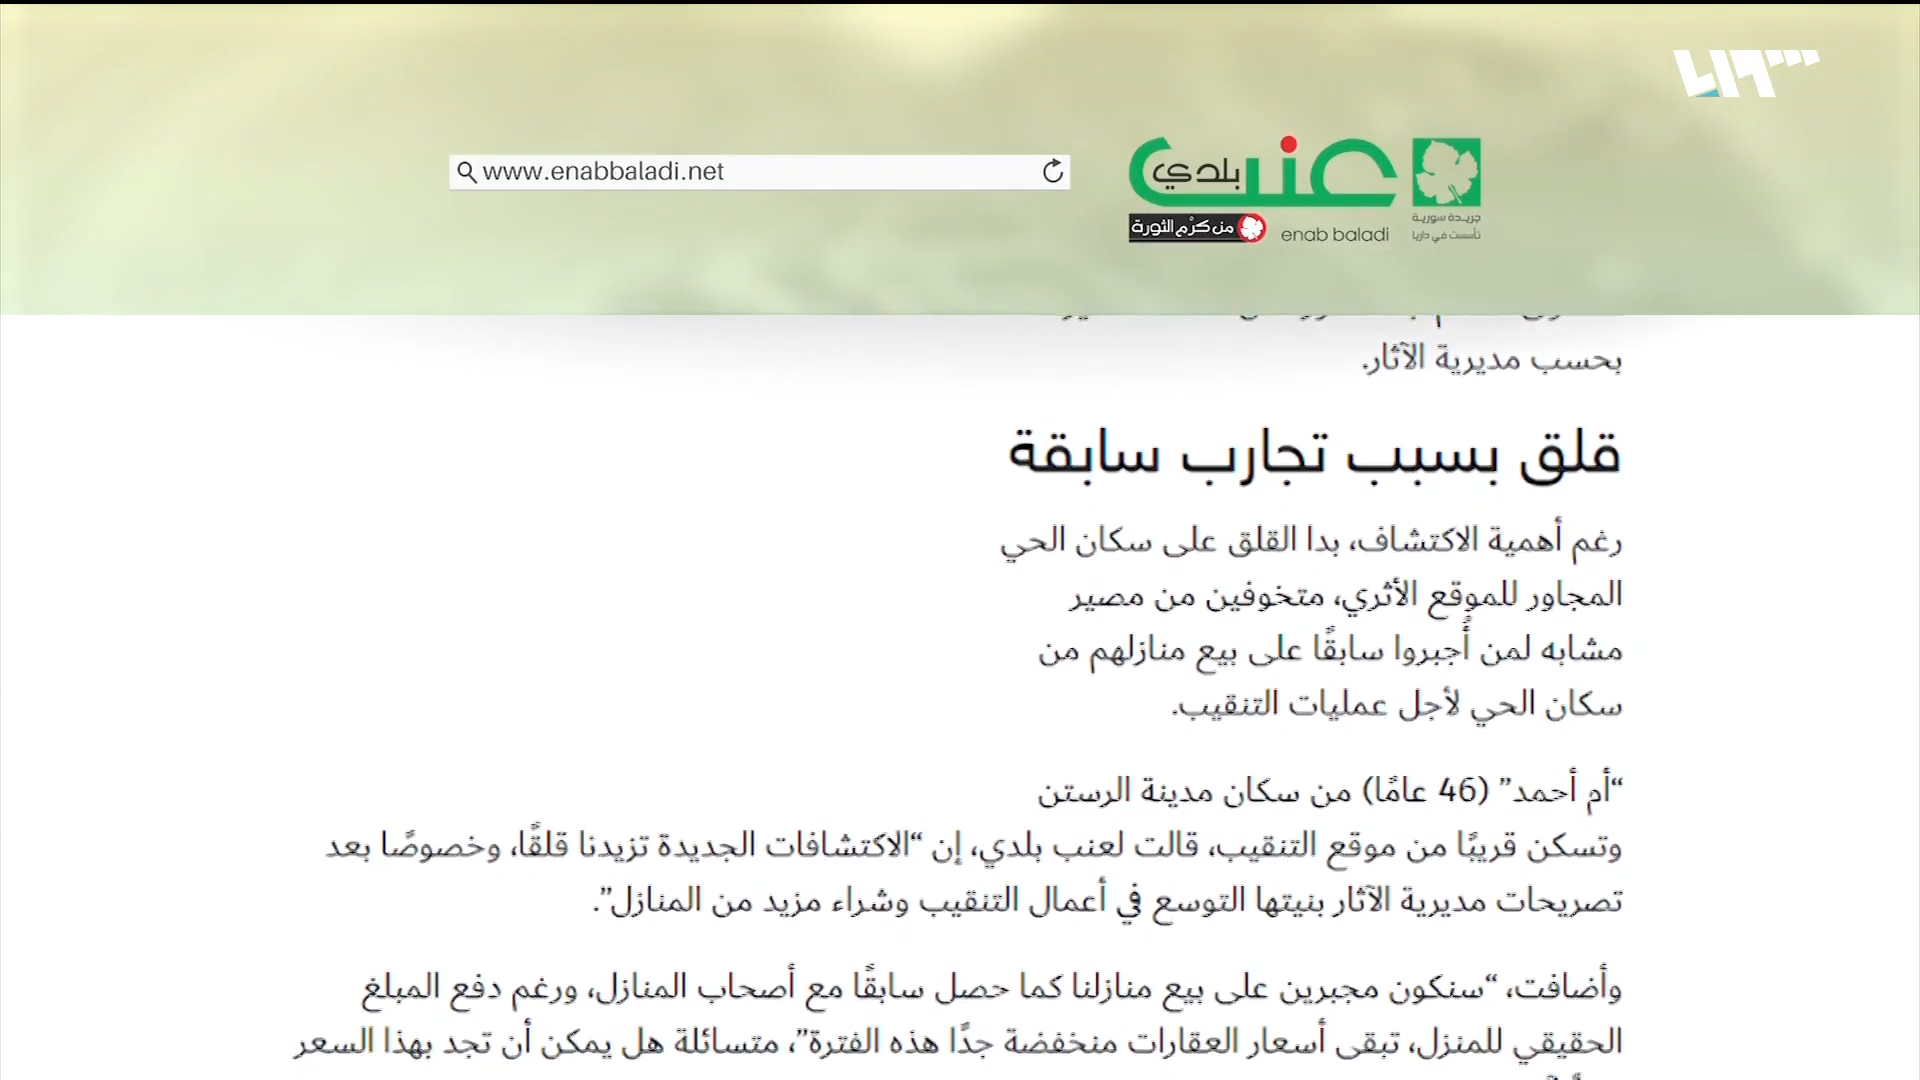 www.enabbaladi.net
عنب بلدي
من كرم الثورة
enab baladi
جريدة سورية
تأسست في داريا
بحسب مديرية الآثار.
قلق بسبب تجارب سابقة
رغم أهمية الاكتشاف، بدا القلق على سكان الحي
المجاور للموقع الأثري، متخوفين من مصير
مشابه لمن أُجبروا سابقًا على بيع منازلهم من
سكان الحي لأجل عمليات التنقيب.
“أم أحمد” (46 عامًا) من سكان مدينة الرستن
وتسكن قريبًا من موقع التنقيب، قالت لعنب بلدي، إن “الاكتشافات الجديدة تزيدنا قلقًا، وخصوصًا بعد
تصريحات مديرية الآثار بنيتها التوسع في أعمال التنقيب وشراء مزيد من المنازل”.
وأضافت، “سنكون مجبرين على بيع منازلنا كما حصل سابقًا مع أصحاب المنازل، ورغم دفع المبلغ
الحقيقي للمنزل، تبقى أسعار العقارات منخفضة جدًا هذه الفترة”، متسائلة هل يمكن أن تجد بهذا السعر